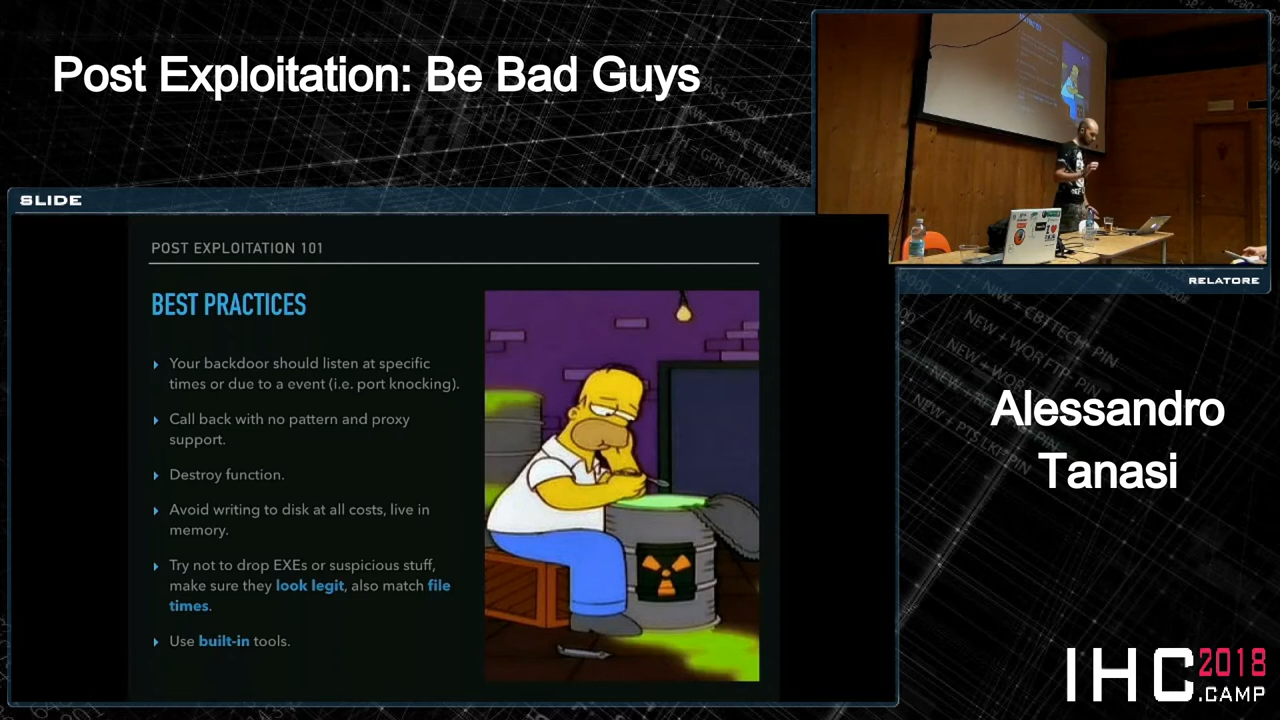 Post Exploitation: Be Bad Guys
SLIDE
POST EXPLOITATION 101
BEST PRACTICES
Your backdoor should listen at specific
times or due to a event (i.e. port knocking).
Call back with no pattern and proxy
support.
Destroy function.
Avoid writing to disk at all costs, live in
memory.
Try not to drop EXEs or suspicious stuff,
make sure they look legit, also match file
times.
Use built-in tools.
RELATORE
Alessandro
Tanasi
IHC2018
.CAMP